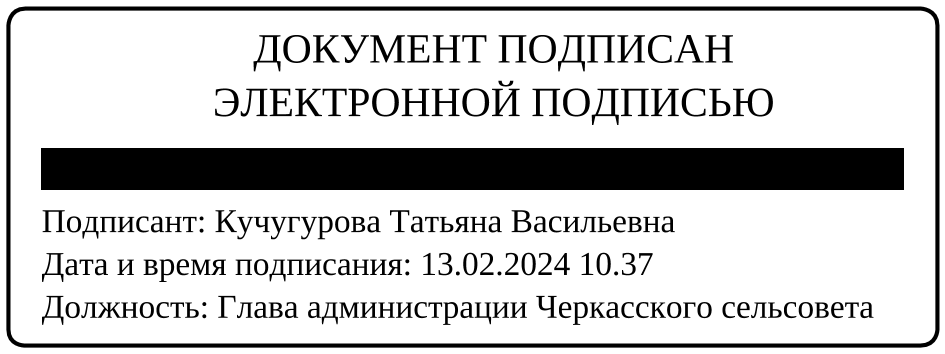 ДОКУМЕНТ ПОДПИСАН
ЭЛЕКТРОННОЙ ПОДПИСЬЮ
Подписант: Кучугурова Татьяна Васильевна
Дата и время подписания: 13.02.2024 10.37
Должность: Глава администрации Черкасского сельсовета